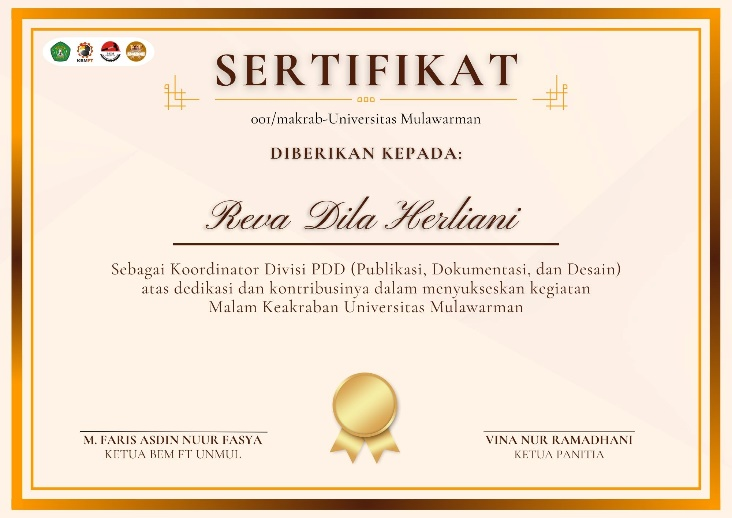 KBMFT
SERTIFIKAT
001/makrab-Universitas Mulawarman
DIBERIKAN KEPADA:
Reva Dila Herliani
Sebagai Koordinator Divisi PDD (Publikasi, Dokumentasi, dan Desain)
atas dedikasi dan kontribusinya dalam menyukseskan kegiatan
Malam Keakraban Universitas Mulawarman
M. FARIS ASDIN NUUR FASYA
KETUA BEM FT UNMUL
VINA NUR RAMADHANI
KETUA PANITIA